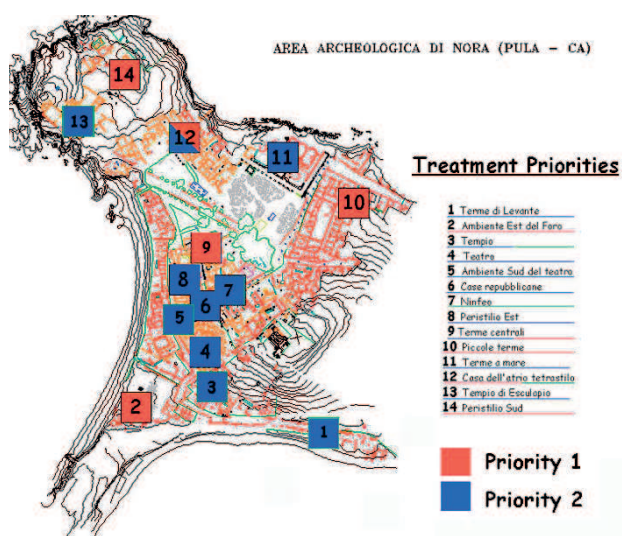 AREA ARCHEOLOGICA DI NORA (PULA - CA)
14
13
12
11
10
9
8
7
6
5
4
3
2
1
Treatment Priorities
1 Terme di Levante
2 Ambiente Est del Foro
3 Tempio
4 Teatro
5 Ambiente Sud del teatro
6 Case repubblicane
7 Ninfeo
8 Peristilio Est
9 Terme centrali
10 Piccole terme
11 Terme a mare
12 Casa dell'atrio tetrastilo
13 Tempio di Esculapio
14 Peristilio Sud
Priority 1
Priority 2